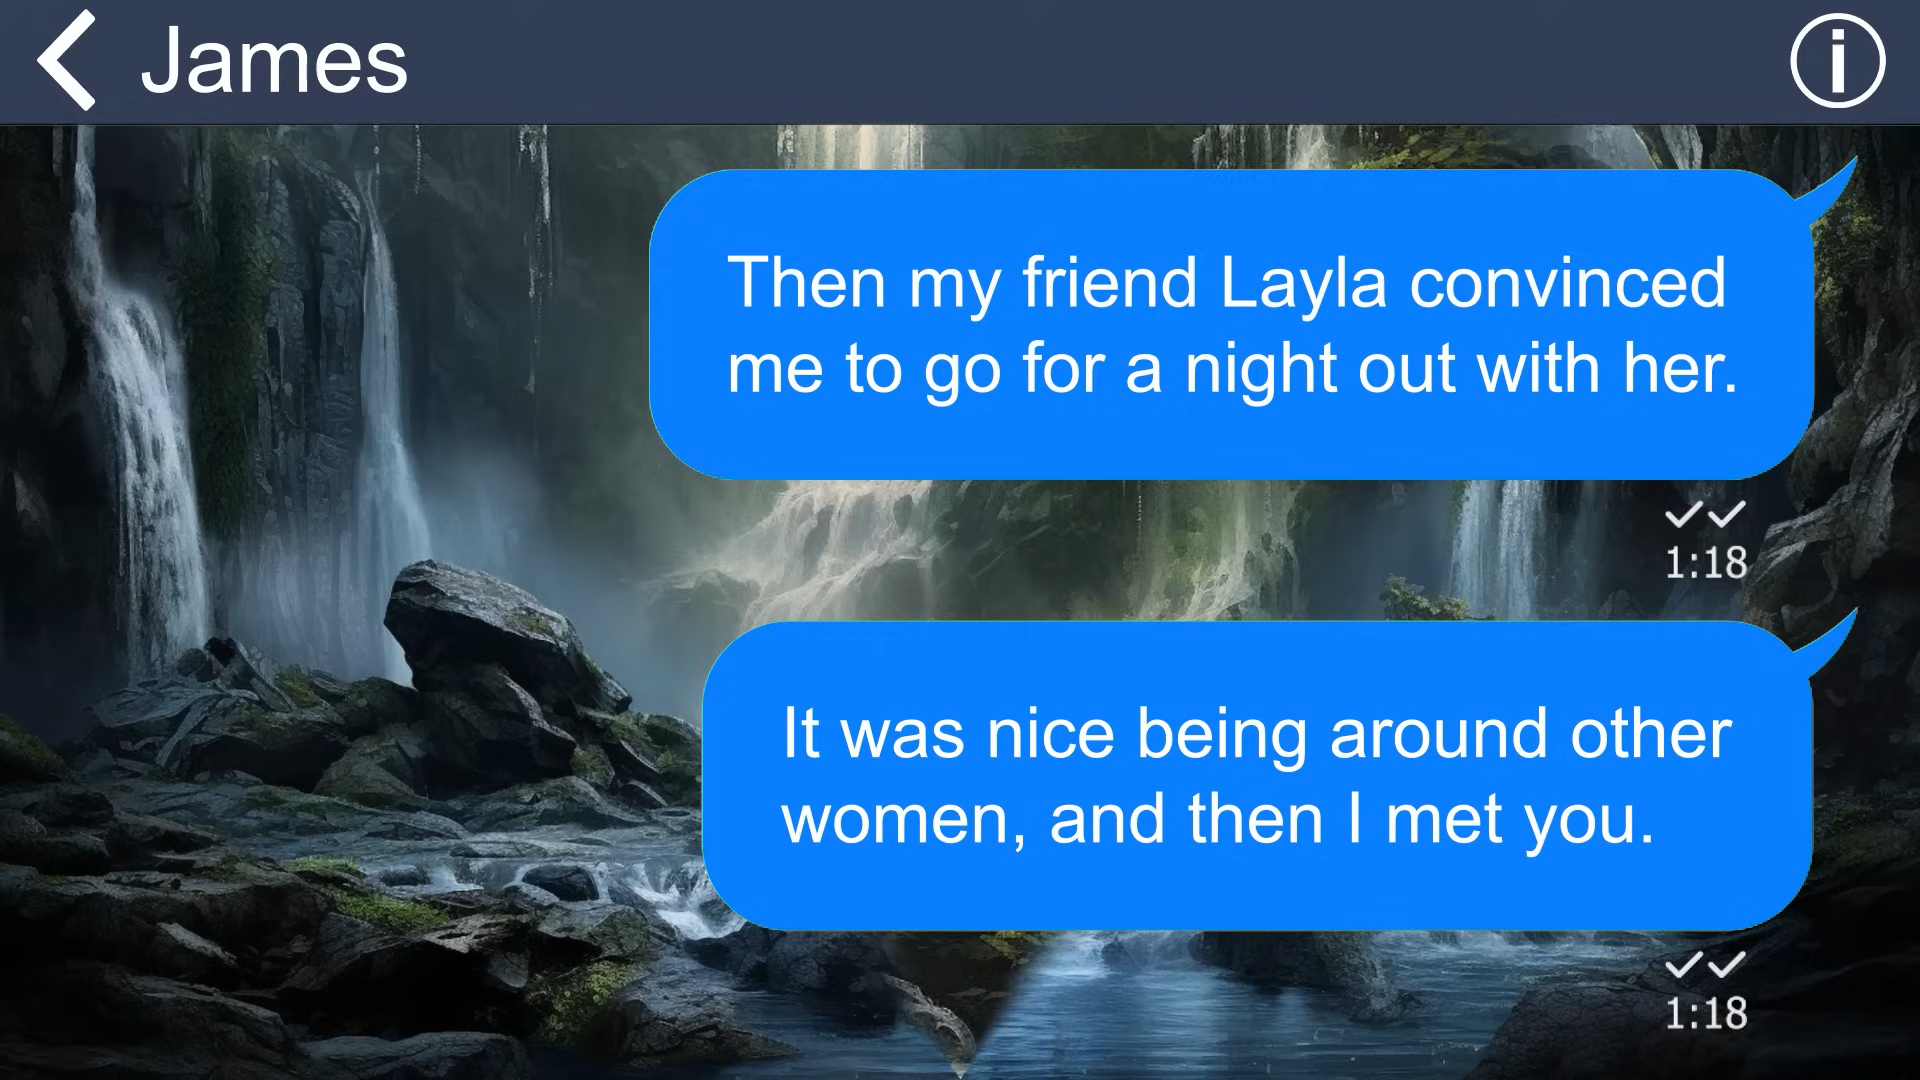 James
Then my friend Layla convinced
me to go for a night out with her.
1:18
It was nice being around other
women, and then I met you.
1:18